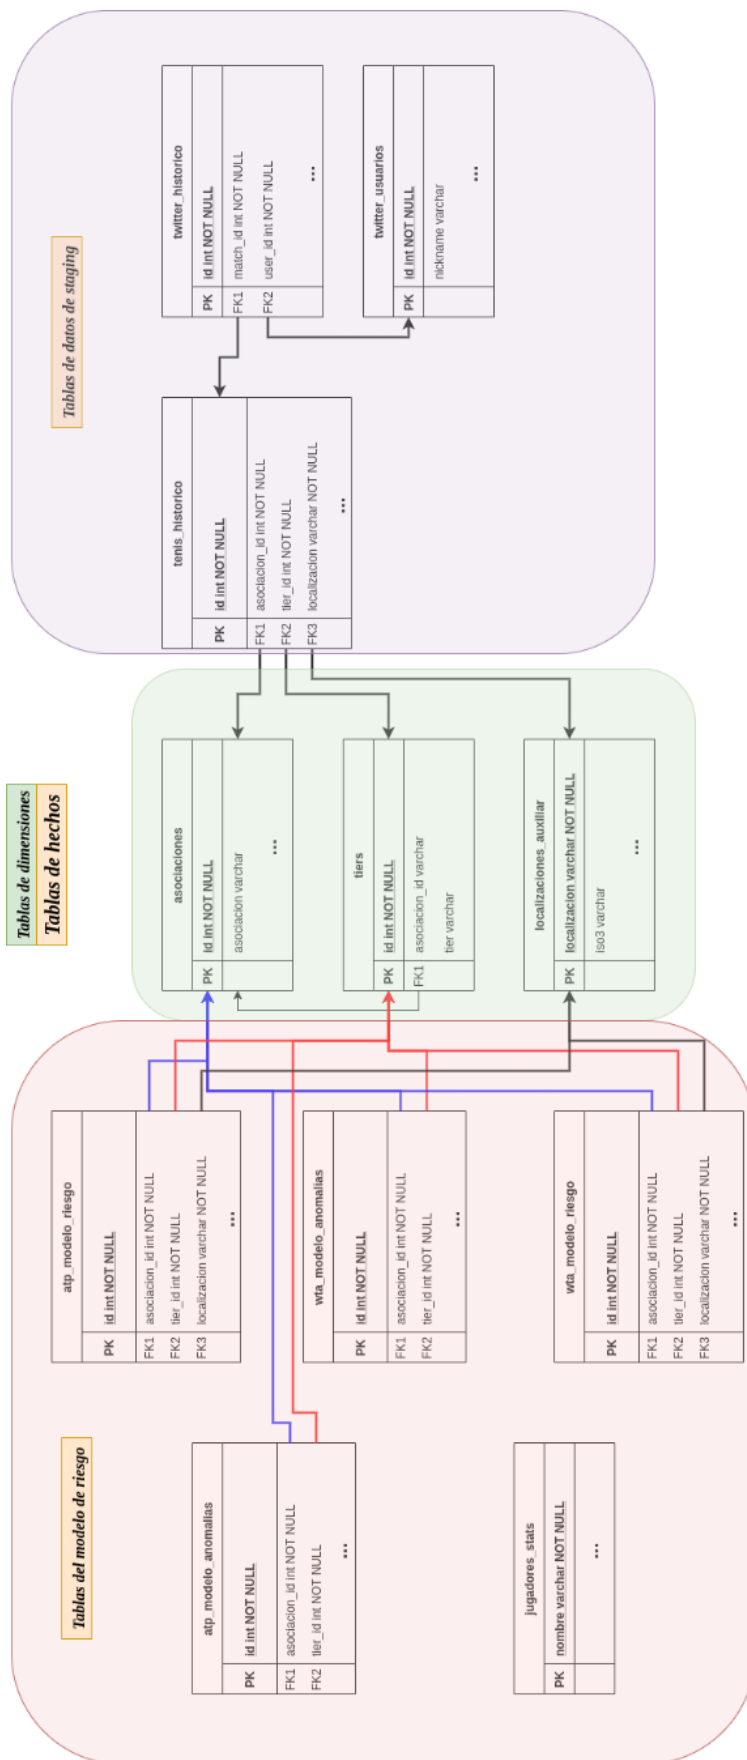 Tablas de dimensiones
Tablas de hechos
Tablas del modelo de riesgo
Tablas de datos de staging
atp_modelo_riesgo
PK id int NOT NULL
FK1 asociacion_id int NOT NULL
FK2 tier_id int NOT NULL
FK3 localizacion varchar NOT NULL
...
atp_modelo_anomalias
PK id int NOT NULL
FK1 asociacion_id int NOT NULL
FK2 tier_id int NOT NULL
...
wta_modelo_anomalias
PK id int NOT NULL
FK1 asociacion_id int NOT NULL
FK2 tier_id int NOT NULL
...
jugadores_stats
PK nombre varchar NOT NULL
...
wta_modelo_riesgo
PK id int NOT NULL
FK1 asociacion_id int NOT NULL
FK2 tier_id int NOT NULL
FK3 localizacion varchar NOT NULL
...
asociaciones
PK id int NOT NULL
asociacion varchar
...
tiers
PK id int NOT NULL
FK1 asociacion_id varchar
tier varchar
localizaciones_auxiliar
PK localizacion varchar NOT NULL
iso3 varchar
...
tenis_historico
PK id int NOT NULL
FK1 asociacion_id int NOT NULL
FK2 tier_id int NOT NULL
FK3 localizacion varchar NOT NULL
...
twitter_historico
PK id int NOT NULL
FK1 match_id int NOT NULL
FK2 user_id int NOT NULL
...
twitter_usuarios
PK id int NOT NULL
nickname varchar
...